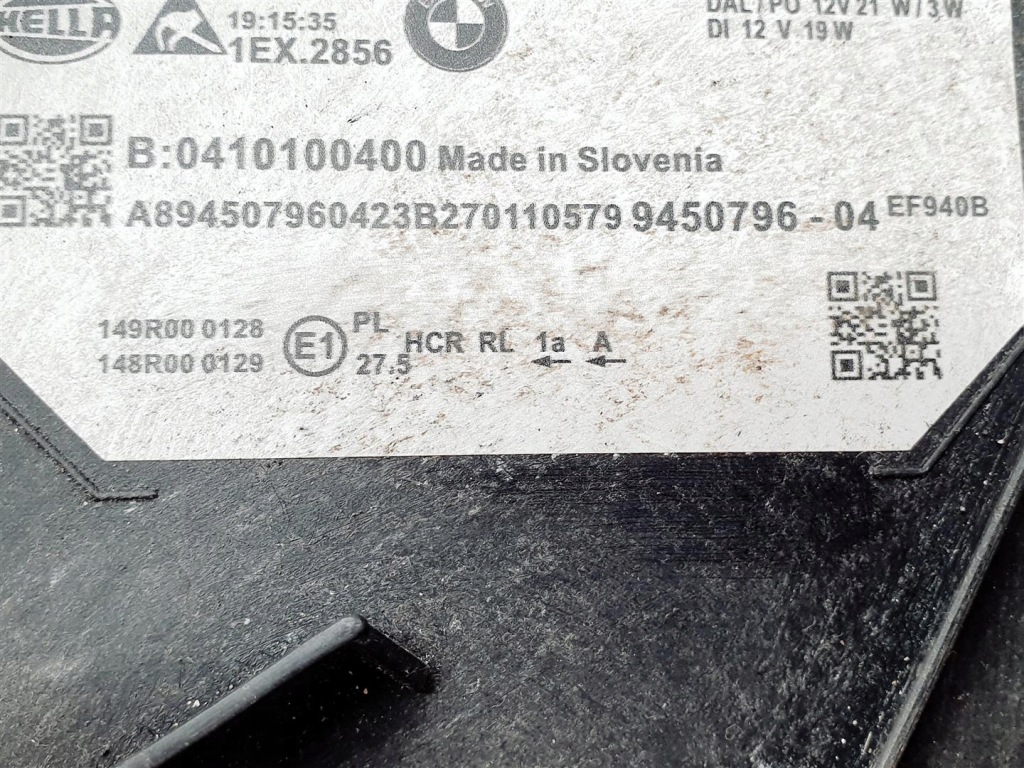 HELLA
19:15:35
1EX.2856
DAL/PO 12V 21 W/3W
DI 12 V 19W
B:0410100400 Made in Slovenia
A894507960423B270110579 9450796-04 EF940B
149R00 0128
148R00 0129
E1
PL
27.5
HCR RL 1a A